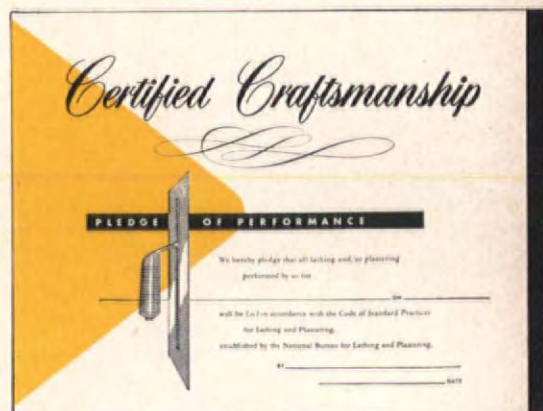 Certified Craftsmanship
PLEDGE OF PERFORMANCE
We hereby pledge that all lathing and/or plastering
performed by us for
ON
will be in accordance with the Code of Standard Practices
for Lathing and Plastering,
established by the National Bureau for Lathing and Plastering.
BY
DATE